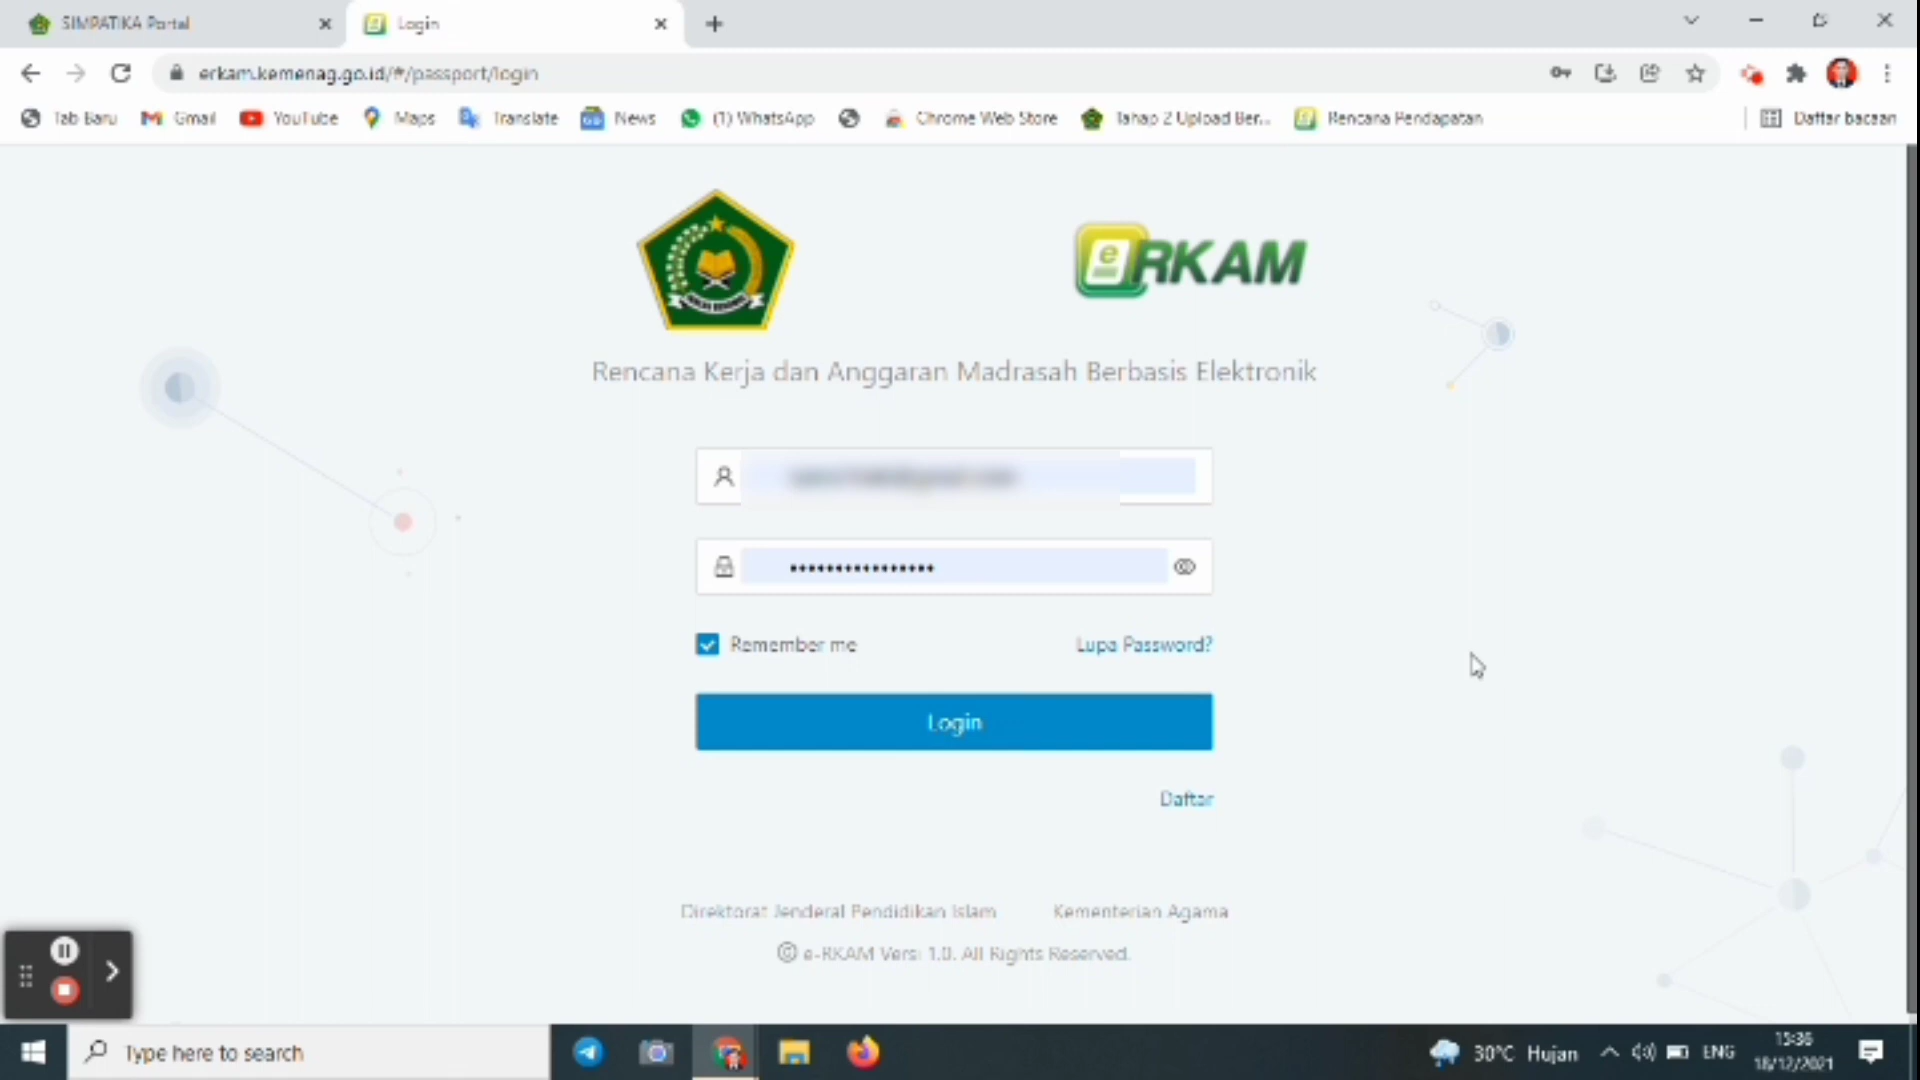 SIMPATIKA Portal
Login
erkam.kemenag.go.id/#/passport/login
Tab Baru
Gmail
YouTube
Maps
Translate
News
(1) WhatsApp
Chrome Web Store
Tahap 2 Upload Ber...
Rencana Pendapatan
Daftar bacaan
eRKAM
Rencana Kerja dan Anggaran Madrasah Berbasis Elektronik
••••••••••••••••
Remember me
Lupa Password?
Login
Daftar
Direktorat Jenderal Pendidikan Islam
Kementerian Agama
© e-RKAM Versi 1.0. All Rights Reserved.
Type here to search
30°C Hujan
ENG
15:36
18/12/2021